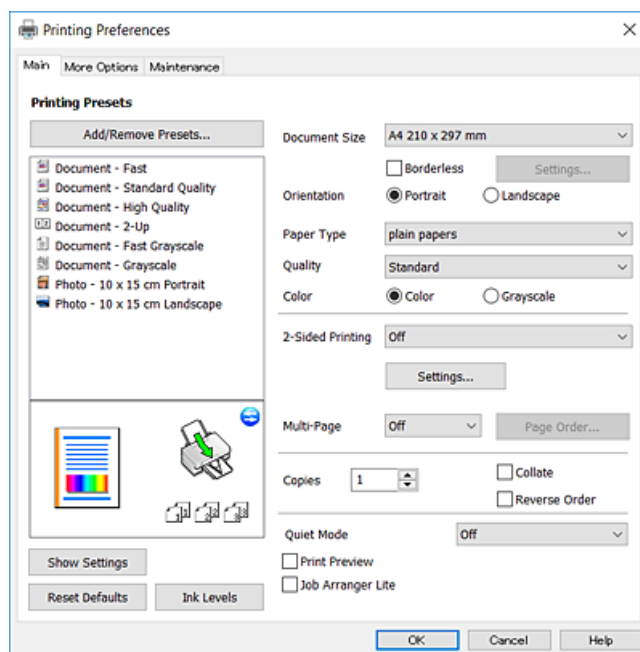 Printing Preferences
Main More Options Maintenance
Printing Presets
Add/Remove Presets...
Document - Fast
Document - Standard Quality
Document - High Quality
Document - 2-Up
Document - Fast Grayscale
Document - Grayscale
Photo - 10 x 15 cm Portrait
Photo - 10 x 15 cm Landscape
Show Settings
Reset Defaults Ink Levels
Document Size A4 210 x 297 mm
Borderless Settings...
Orientation Portrait Landscape
Paper Type plain papers
Quality Standard
Color Color Grayscale
2-Sided Printing Off
Settings...
Multi-Page Off Page Order...
Copies 1 Collate
Reverse Order
Quiet Mode Off
Print Preview
Job Arranger Lite
OK Cancel Help